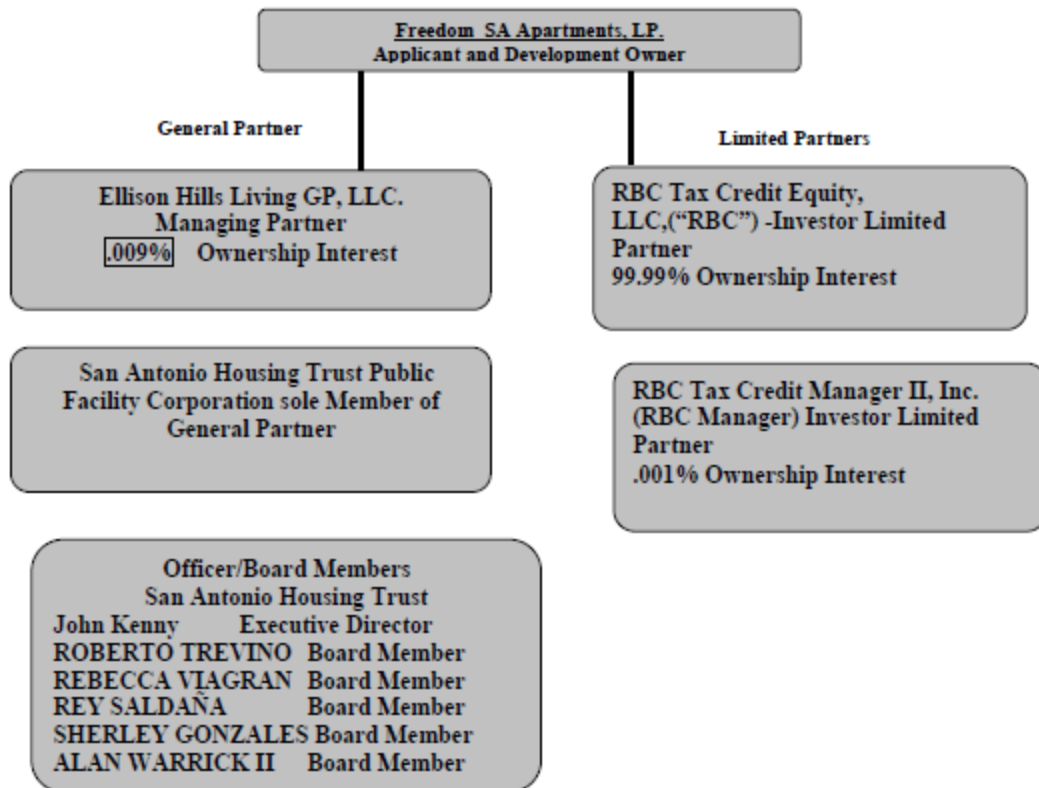 Freedom SA Apartments, LP.
Applicant and Development Owner
General Partner
Ellison Hills Living GP, LLC.
Managing Partner
.009% Ownership Interest
San Antonio Housing Trust Public
Facility Corporation sole Member of
General Partner
Officer/Board Members
San Antonio Housing Trust
John Kenny Executive Director
ROBERTO TREVINO Board Member
REBECCA VIAGRAN Board Member
REY SALDAÑA Board Member
SHERLEY GONZALES Board Member
ALAN WARRICK II Board Member
Limited Partners
RBC Tax Credit Equity,
LLC,(“RBC”) -Investor Limited
Partner
99.99% Ownership Interest
RBC Tax Credit Manager II, Inc.
(RBC Manager) Investor Limited
Partner
.001% Ownership Interest